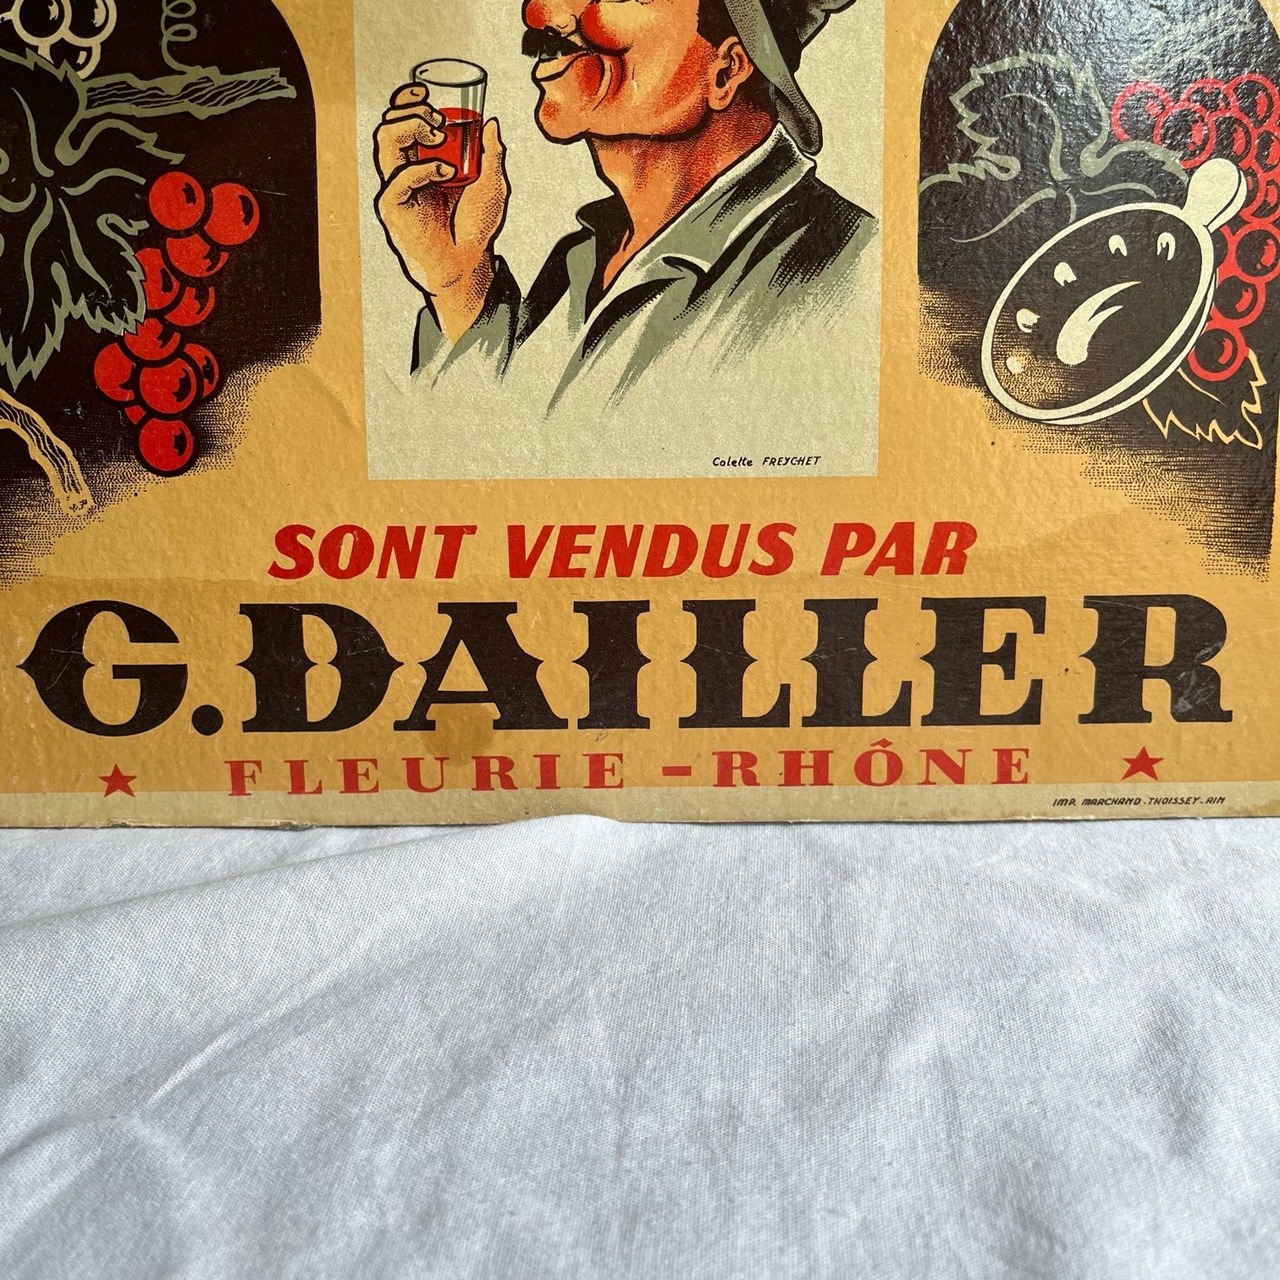 Colette FREYCHET
SONT VENDUS PAR
G. DAILLER
★ FLEURIE - RHÔNE ★
IMP. MARCHAND. THOISSEY. AIN